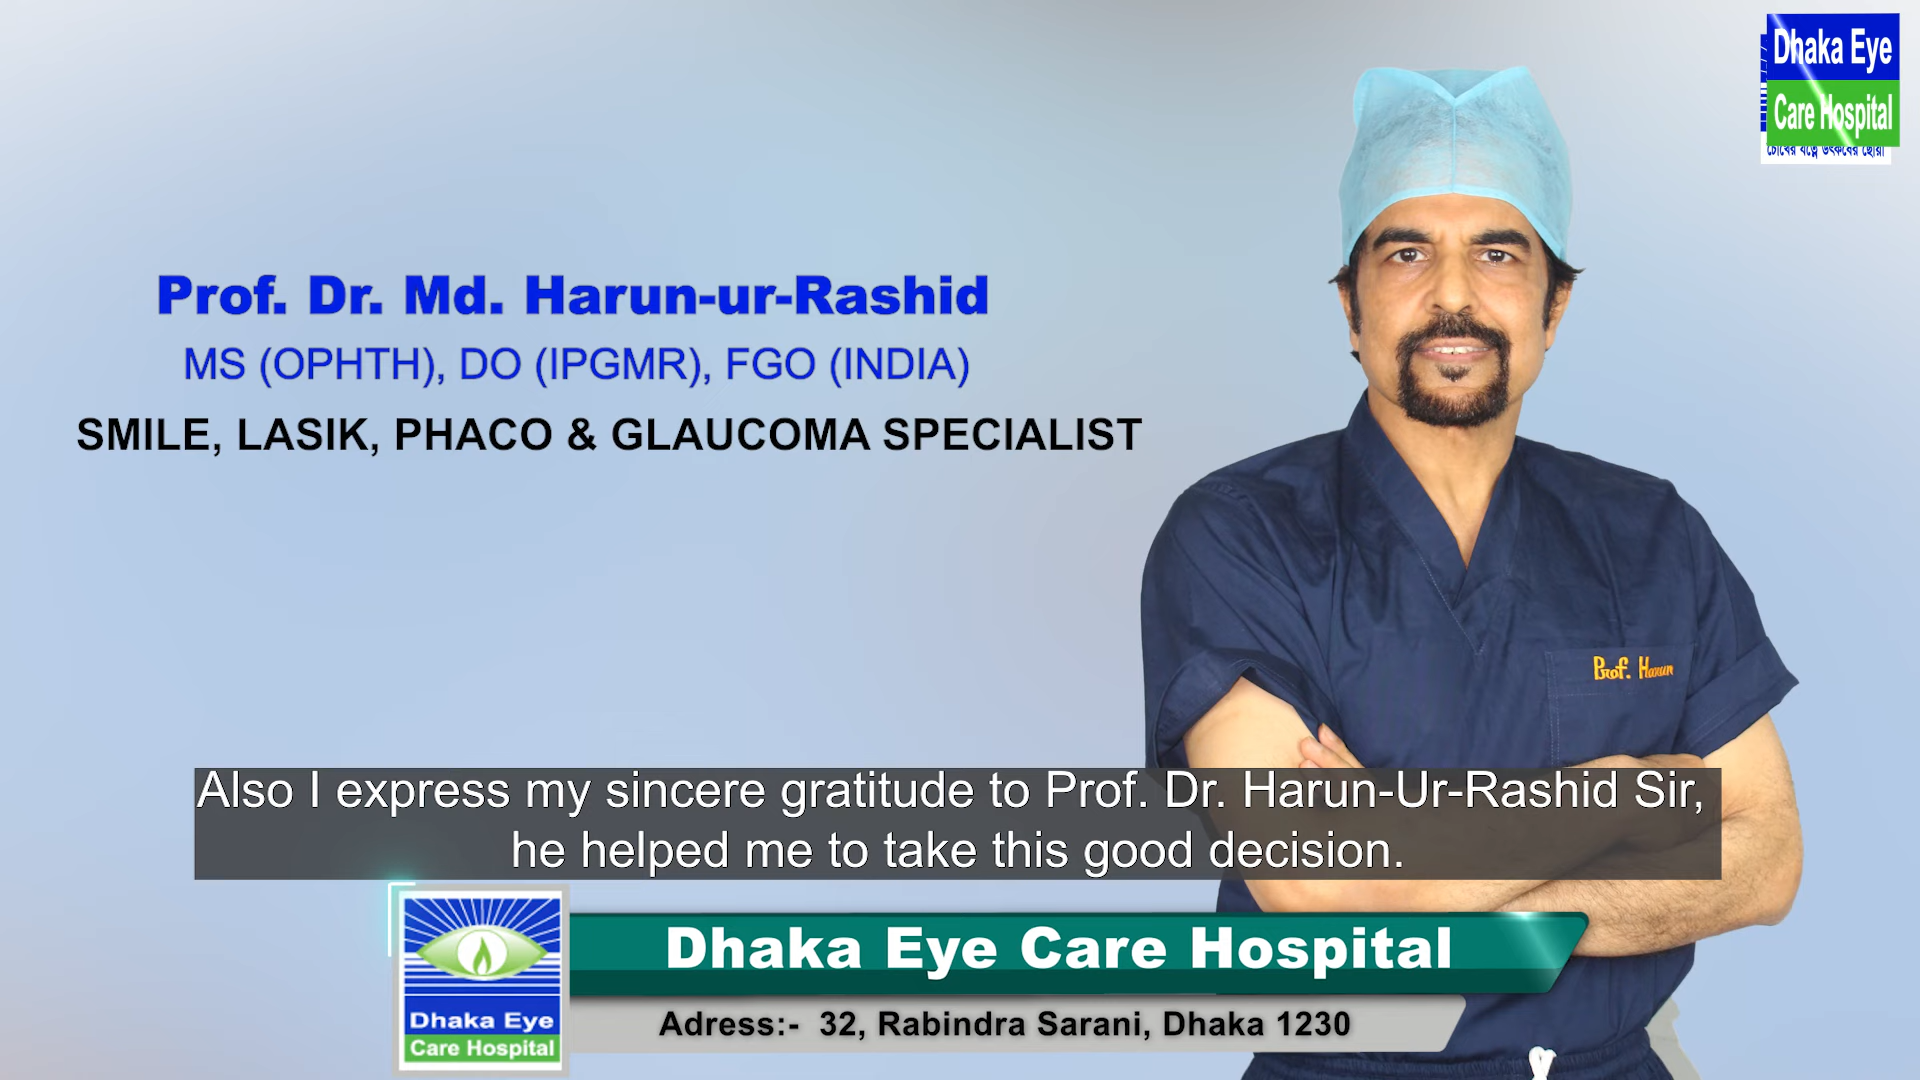 Dhaka Eye
Care Hospital
চোখের যত্নে উৎকর্ষের ছোঁয়া
Prof. Dr. Md. Harun-ur-Rashid
MS (OPHTH), DO (IPGMR), FGO (INDIA)
SMILE, LASIK, PHACO & GLAUCOMA SPECIALIST
Prof. Harun
Also I express my sincere gratitude to Prof. Dr. Harun-Ur-Rashid Sir,
he helped me to take this good decision.
Dhaka Eye Care Hospital
Adress:- 32, Rabindra Sarani, Dhaka 1230
Dhaka Eye
Care Hospital